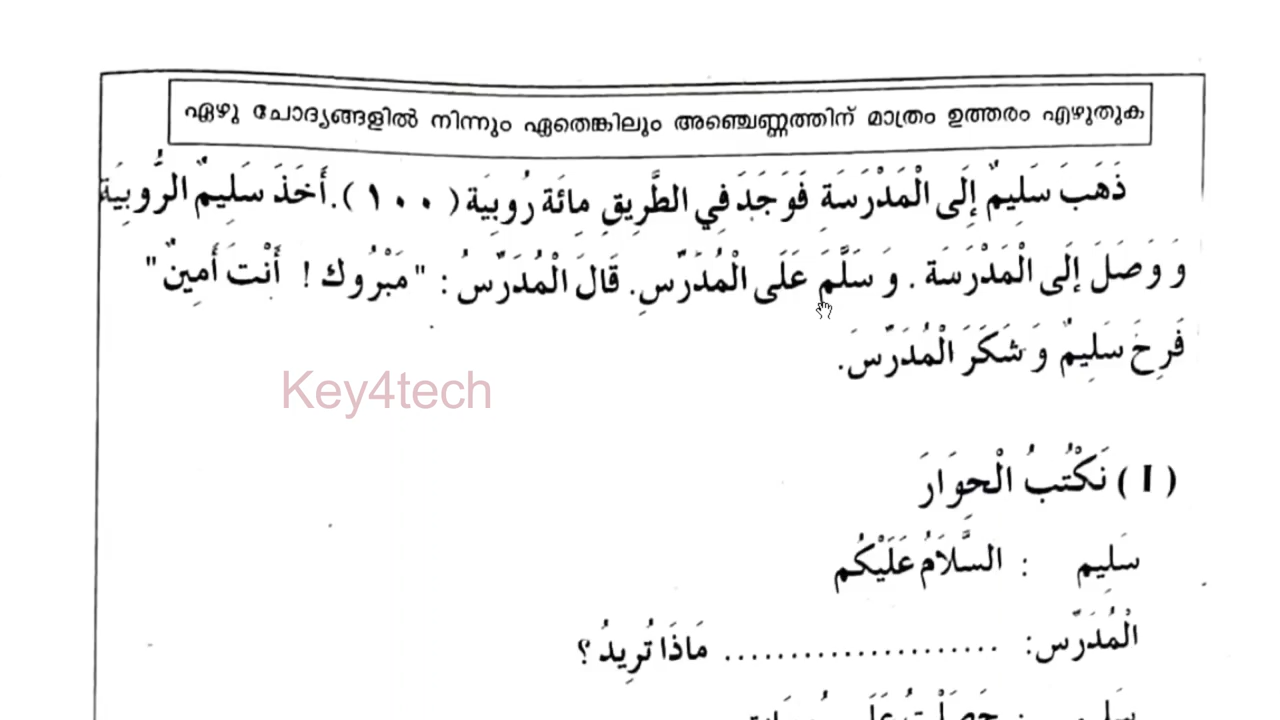 ഏഴു ചോദ്യങ്ങളിൽ നിന്നും ഏതെങ്കിലും അഞ്ചെണ്ണത്തിന് മാത്രം ഉത്തരം എഴുതുക
ذَهَبَ سَلِيمٌ إِلَى الْمَدْرَسَةِ فَوَجَدَ فِي الطَّرِيقِ مِائَة رُوبِيَة (١٠٠). أَخَذَ سَلِيمٌ الرُّوبِيَة
وَ وَصَلَ إِلَى الْمَدْرَسَة . وَ سَلَّمَ عَلَى الْمُدَرِّسِ. قَالَ الْمُدَرِّسُ : "مَبْرُوك ! أَنْتَ أَمِينٌ"
فَرِحَ سَلِيمٌ وَ شَكَرَ الْمُدَرِّسَ.
Key4tech
(I) نَكْتُبُ الْحِوَارَ
سَلِيم : السَّلَامُ عَلَيْكُم
الْمُدَرِّس: ..................... مَاذَا تُرِيدُ ؟